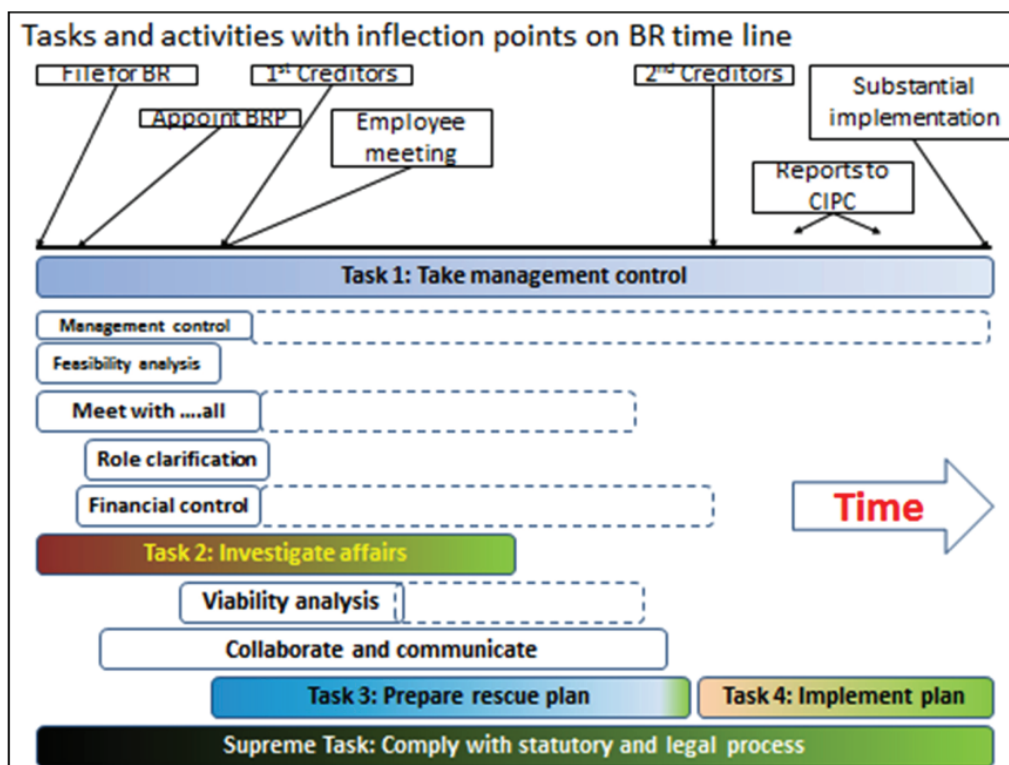 Tasks and activities with inflection points on BR time line
File for BR
1st Creditors
2nd Creditors
Substantial
implementation
Appoint BRP
Employee
meeting
Reports to
CIPC
Task 1: Take management control
Management control
Feasibility analysis
Meet with ....all
Role clarification
Financial control
Time
Task 2: Investigate affairs
Viability analysis
Collaborate and communicate
Task 3: Prepare rescue plan
Task 4: Implement plan
Supreme Task: Comply with statutory and legal process